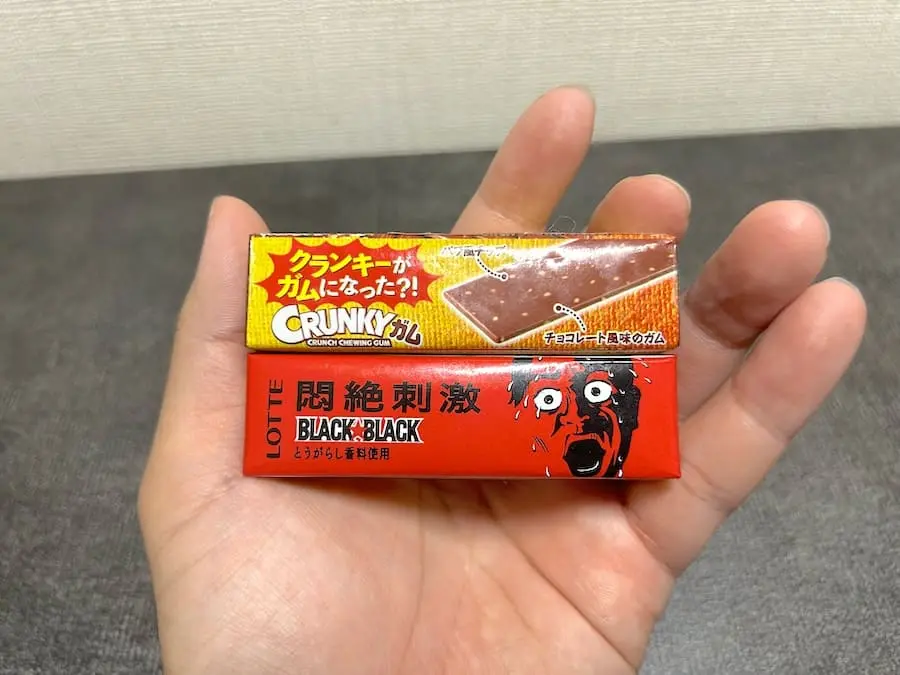 クランキーが
ガムになった?!
CRUNKYガム
CRUNCH CHEWING GUM
チョコレート風味のガム
LOTTE
悶絶刺激
BLACK★BLACK
とうがらし香料使用